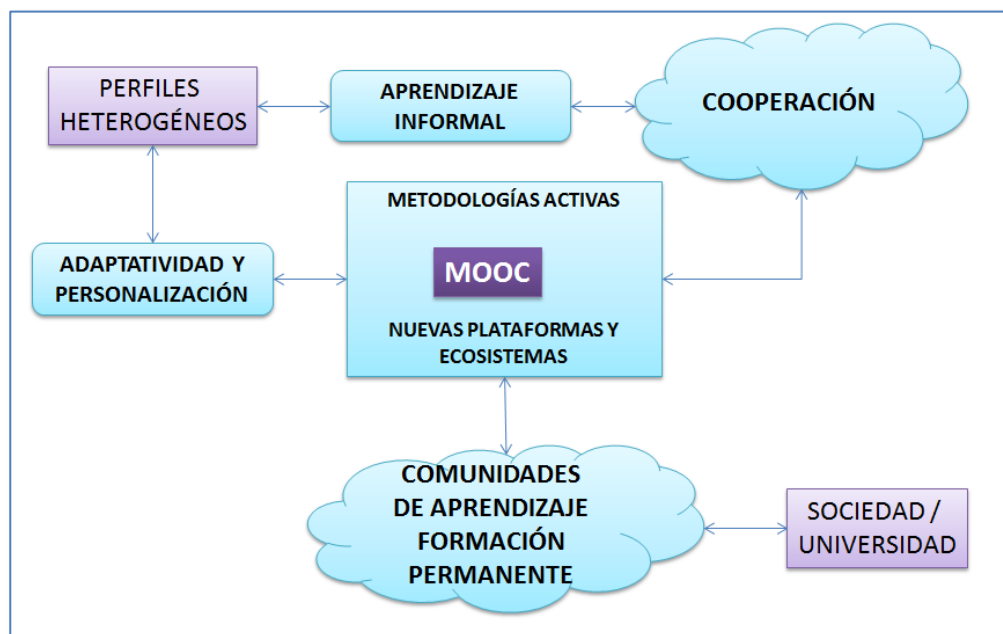 PERFILES
HETEROGÉNEOS
APRENDIZAJE
INFORMAL
COOPERACIÓN
METODOLOGÍAS ACTIVAS
MOOC
NUEVAS PLATAFORMAS Y
ECOSISTEMAS
ADAPTATIVIDAD Y
PERSONALIZACIÓN
COMUNIDADES
DE APRENDIZAJE
FORMACIÓN
PERMANENTE
SOCIEDAD /
UNIVERSIDAD